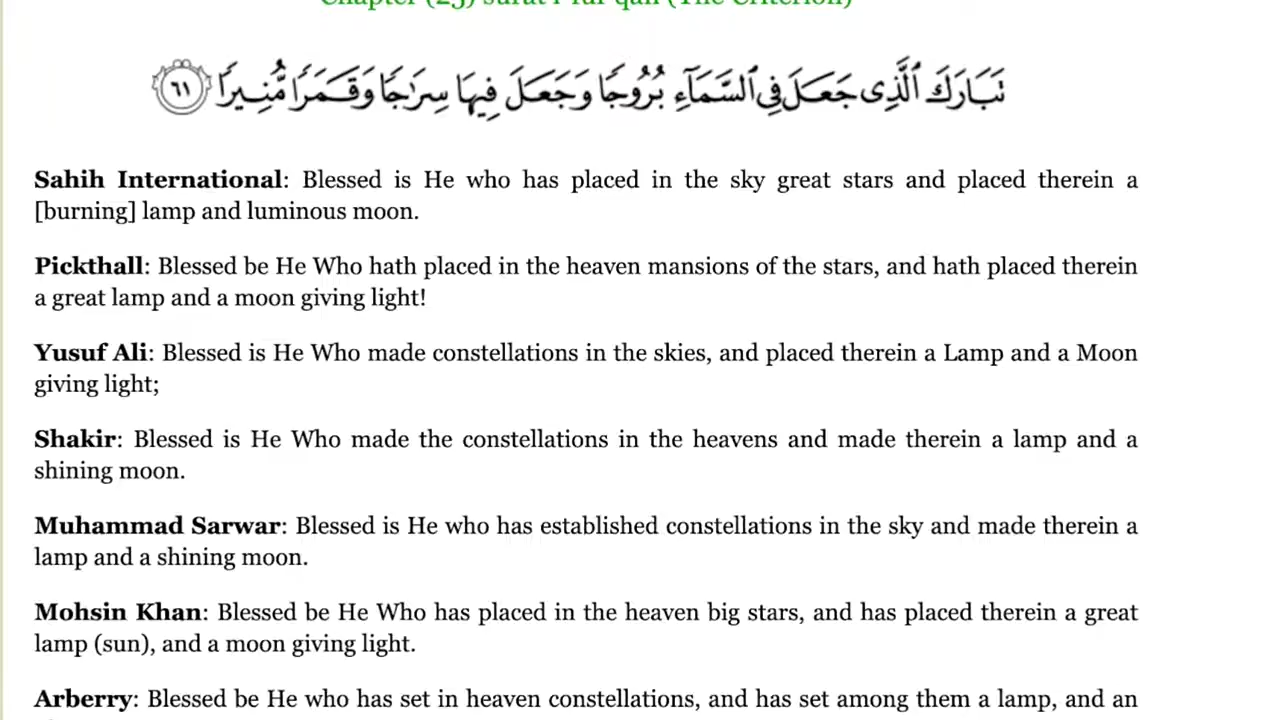 Chapter (25) sūrat l-fur'qān (The Criterion)
تَبَارَكَ ٱلَّذِى جَعَلَ فِى ٱلسَّمَآءِ بُرُوجًا وَجَعَلَ فِيهَا سِرَٰجًا وَقَمَرًا مُّنِيرًا ٦١
Sahih International: Blessed is He who has placed in the sky great stars and placed therein a
[burning] lamp and luminous moon.
Pickthall: Blessed be He Who hath placed in the heaven mansions of the stars, and hath placed therein
a great lamp and a moon giving light!
Yusuf Ali: Blessed is He Who made constellations in the skies, and placed therein a Lamp and a Moon
giving light;
Shakir: Blessed is He Who made the constellations in the heavens and made therein a lamp and a
shining moon.
Muhammad Sarwar: Blessed is He who has established constellations in the sky and made therein a
lamp and a shining moon.
Mohsin Khan: Blessed be He Who has placed in the heaven big stars, and has placed therein a great
lamp (sun), and a moon giving light.
Arberry: Blessed be He who has set in heaven constellations, and has set among them a lamp, and an